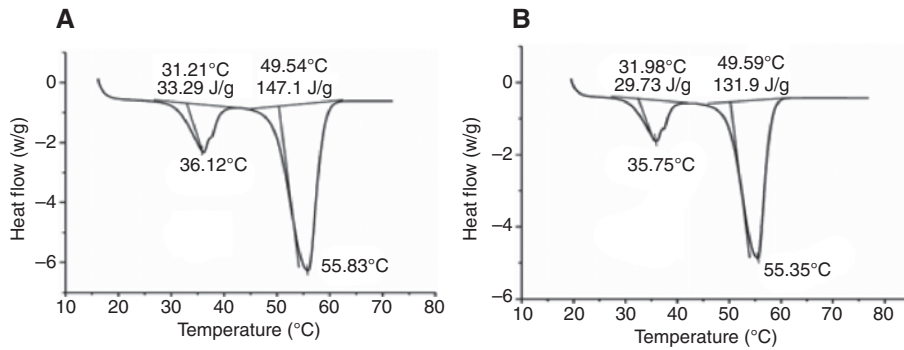 A
31.21°C
33.29 J/g
49.54°C
147.1 J/g
36.12°C
55.83°C
0
−2
−4
−6
Heat flow (w/g)
10 20 30 40 50 60 70 80
Temperature (°C)
B
31.98°C
29.73 J/g
49.59°C
131.9 J/g
35.75°C
55.35°C
0
−2
−4
−6
Heat flow (w/g)
10 20 30 40 50 60 70 80
Temperature (°C)